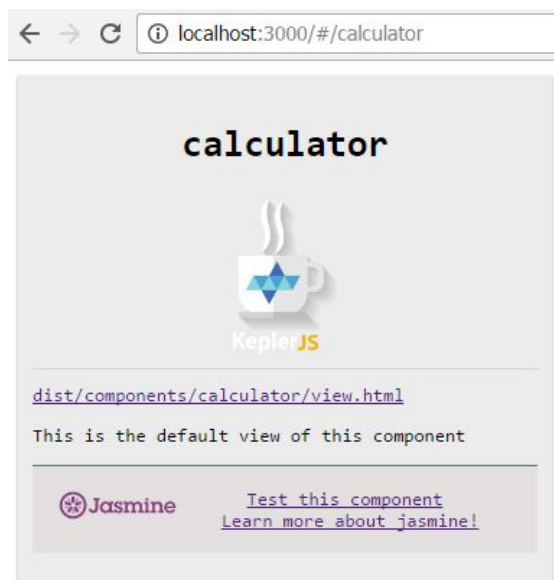 localhost:3000/#/calculator
calculator
KeplerJS
dist/components/calculator/view.html
This is the default view of this component
Jasmine
Test this component
Learn more about jasmine!